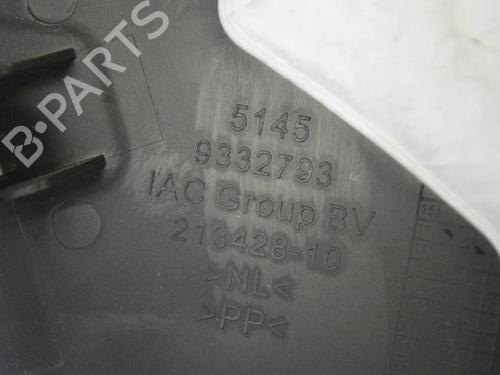 B-PARTS
5145
9332793
IAC Group BV
213428-10
>NL<
>PP<